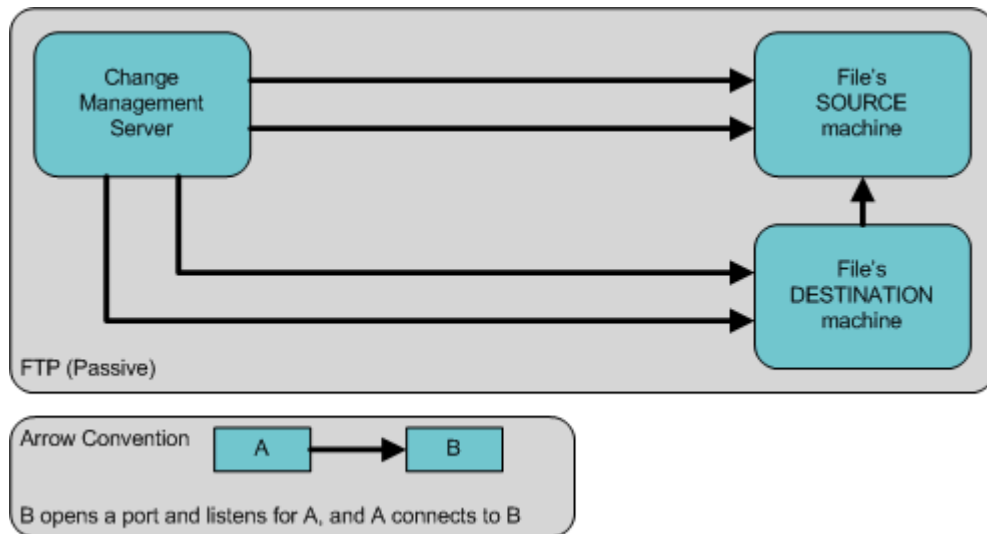 Change
Management
Server
File's
SOURCE
machine
File's
DESTINATION
machine
FTP (Passive)
Arrow Convention
A
B
B opens a port and listens for A, and A connects to B